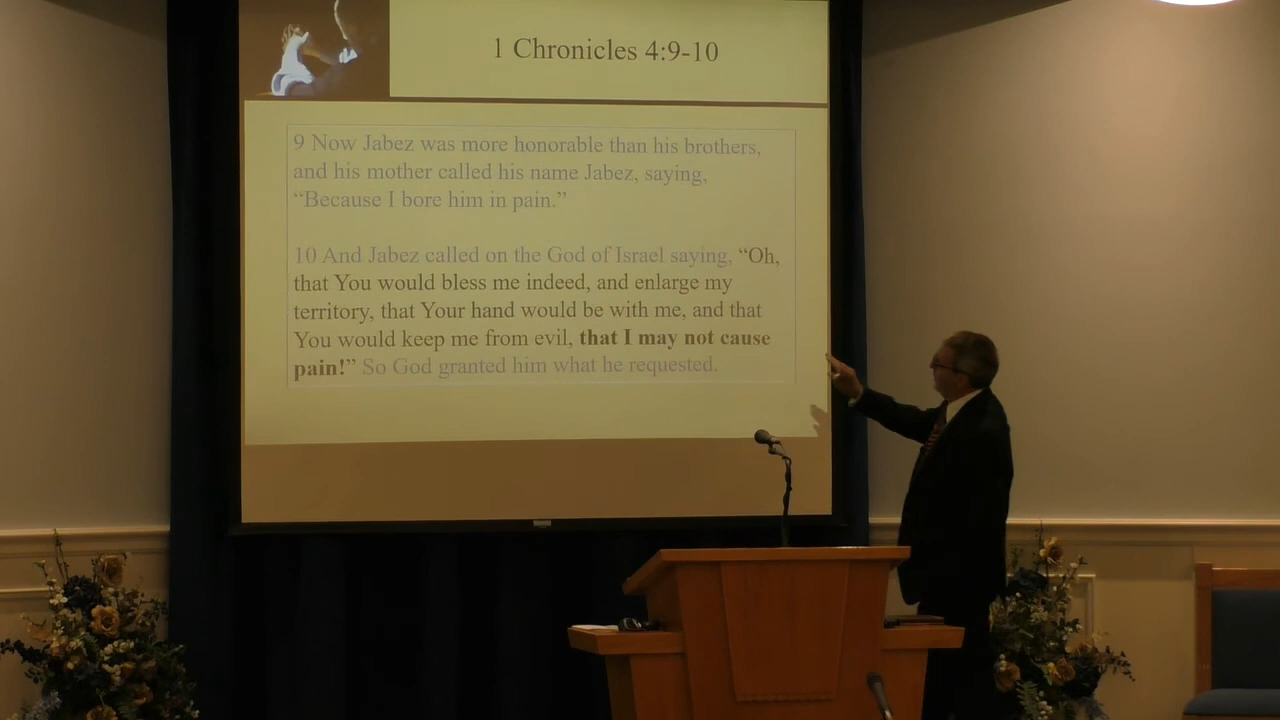 1 Chronicles 4:9-10
9 Now Jabez was more honorable than his brothers,
and his mother called his name Jabez, saying,
“Because I bore him in pain.”
10 And Jabez called on the God of Israel saying, “Oh,
that You would bless me indeed, and enlarge my
territory, that Your hand would be with me, and that
You would keep me from evil, that I may not cause
pain!” So God granted him what he requested.